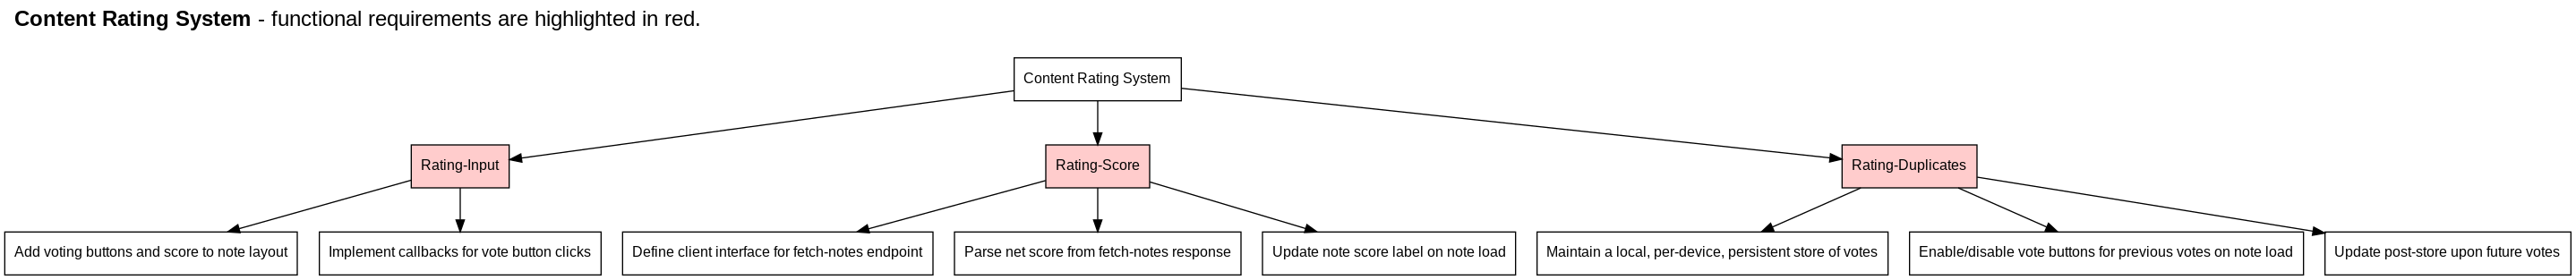 Content Rating System - functional requirements are highlighted in red.
Content Rating System
Rating-Input
Rating-Score
Rating-Duplicates
Add voting buttons and score to note layout
Implement callbacks for vote button clicks
Define client interface for fetch-notes endpoint
Parse net score from fetch-notes response
Update note score label on note load
Maintain a local, per-device, persistent store of votes
Enable/disable vote buttons for previous votes on note load
Update post-store upon future votes